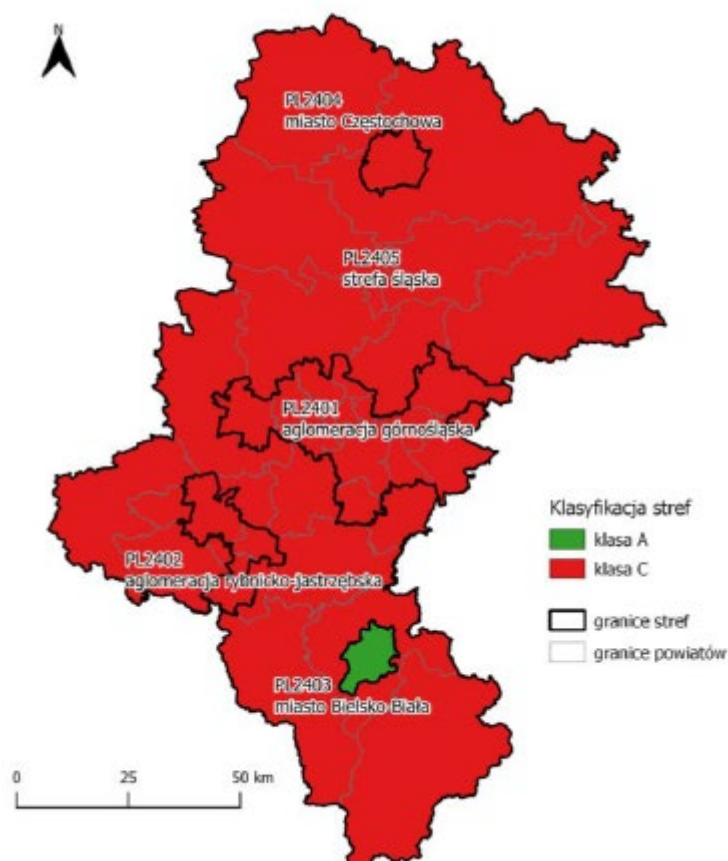 N
PL2404
miasto Częstochowa
PL2405
strefa śląska
PL2401
aglomeracja górnośląska
PL2402
aglomeracja rybnicko-jastrzębska
PL2403
miasto Bielsko-Biała
Klasyfikacja stref
klasa A
klasa C
granice stref
granice powiatów
0 25 50 km